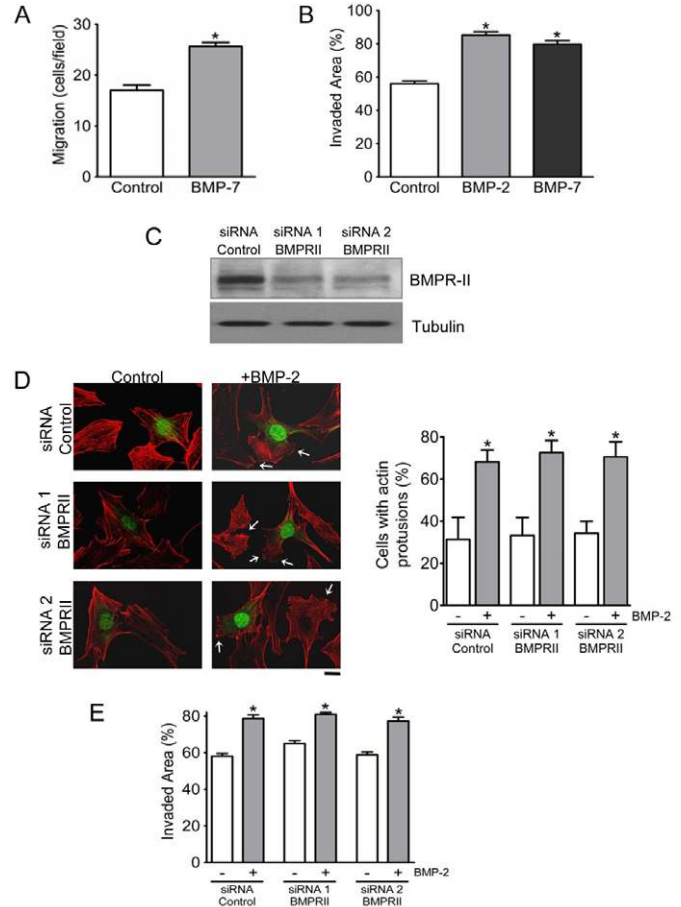 A
Migration (cells/field)
30
20
10
0
*
Control BMP-7
B
Invaded Area (%)
100
80
60
40
20
0
* *
Control BMP-2 BMP-7
C
siRNA siRNA 1 siRNA 2
Control BMPRII BMPRII
BMPR-II
Tubulin
D
Control +BMP-2
siRNA
Control
siRNA 1
BMPRII
siRNA 2
BMPRII
Cells with actin
protusions (%)
80
60
40
20
0
* * *
- + - + - + BMP-2
siRNA siRNA 1 siRNA 2
Control BMPRII BMPRII
E
Invaded Area (%)
80
60
40
20
0
* * *
- + - + - + BMP-2
siRNA siRNA 1 siRNA 2
Control BMPRII BMPRII